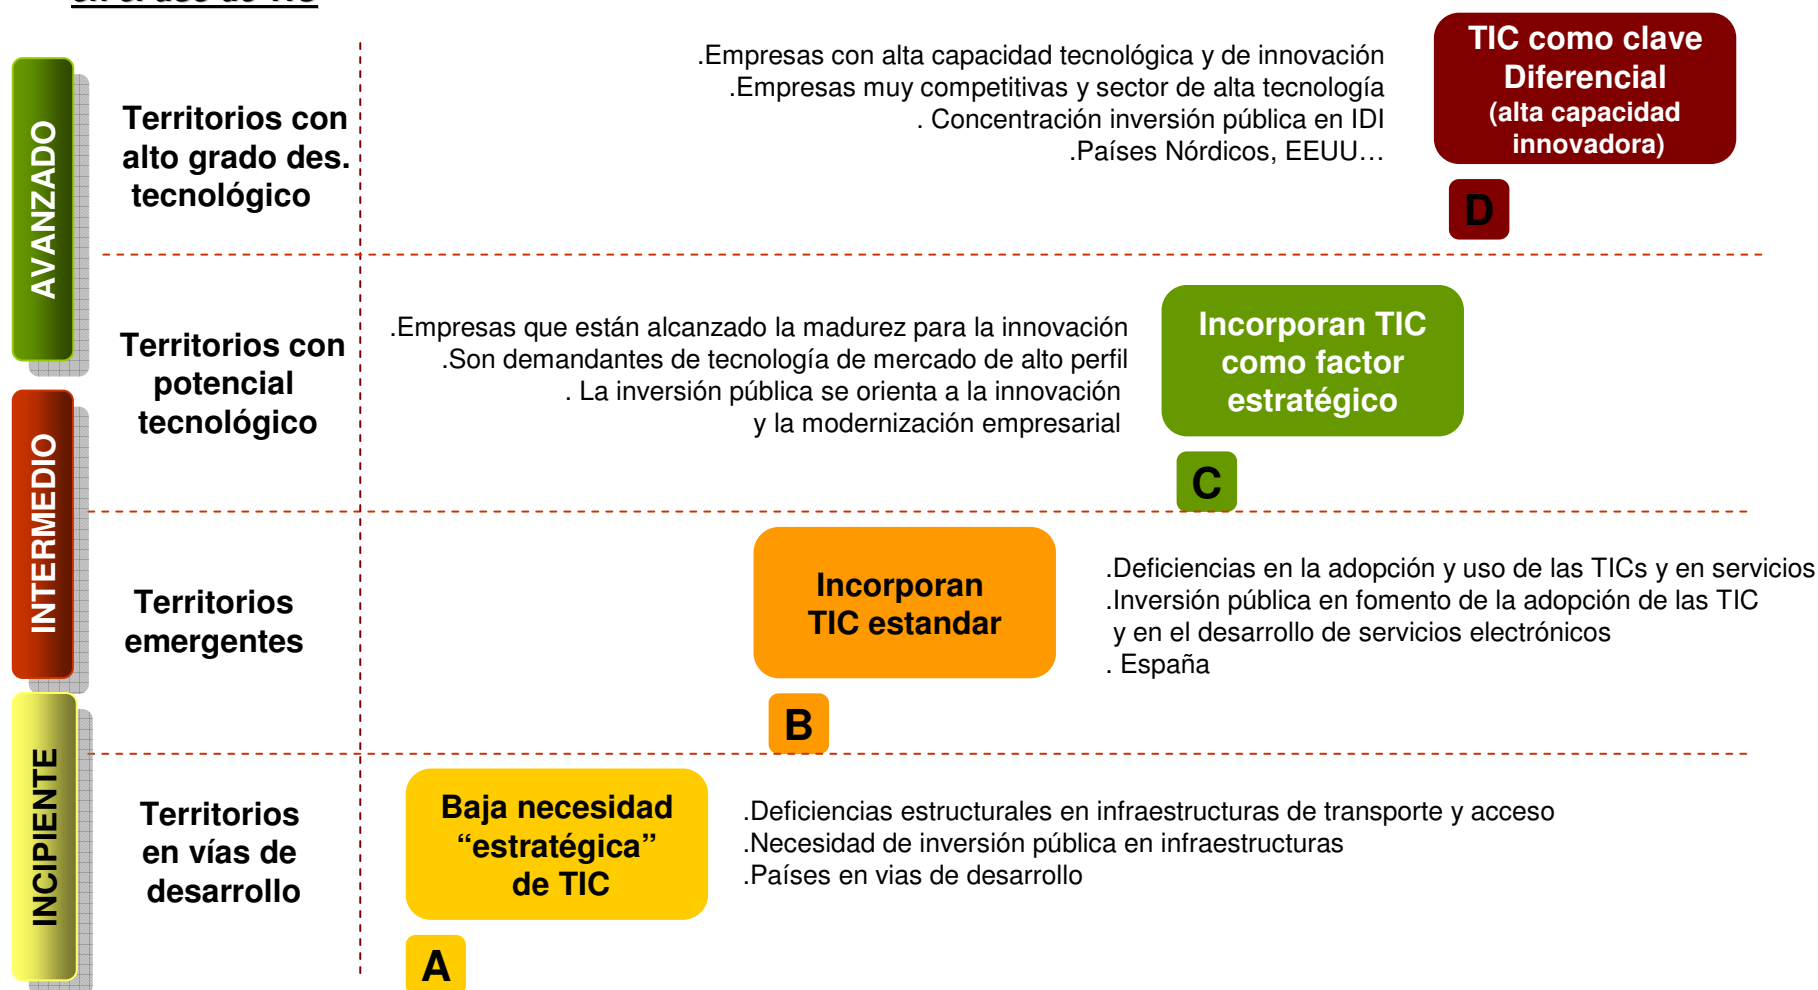 en el uso de TIC
AVANZADO
Territorios con
alto grado des.
tecnológico
.Empresas con alta capacidad tecnológica y de innovación
.Empresas muy competitivas y sector de alta tecnología
. Concentración inversión pública en IDI
.Países Nórdicos, EEUU…
TIC como clave
Diferencial
(alta capacidad
innovadora)
D
Territorios con
potencial
tecnológico
.Empresas que están alcanzado la madurez para la innovación
.Son demandantes de tecnología de mercado de alto perfil
. La inversión pública se orienta a la innovación
y la modernización empresarial
Incorporan TIC
como factor
estratégico
C
INTERMEDIO
Territorios
emergentes
Incorporan
TIC estandar
B
.Deficiencias en la adopción y uso de las TICs y en servicios
.Inversión pública en fomento de la adopción de las TIC
y en el desarrollo de servicios electrónicos
. España
INCIPIENTE
Territorios
en vías de
desarrollo
Baja necesidad
“estratégica”
de TIC
A
.Deficiencias estructurales en infraestructuras de transporte y acceso
.Necesidad de inversión pública en infraestructuras
.Países en vias de desarrollo